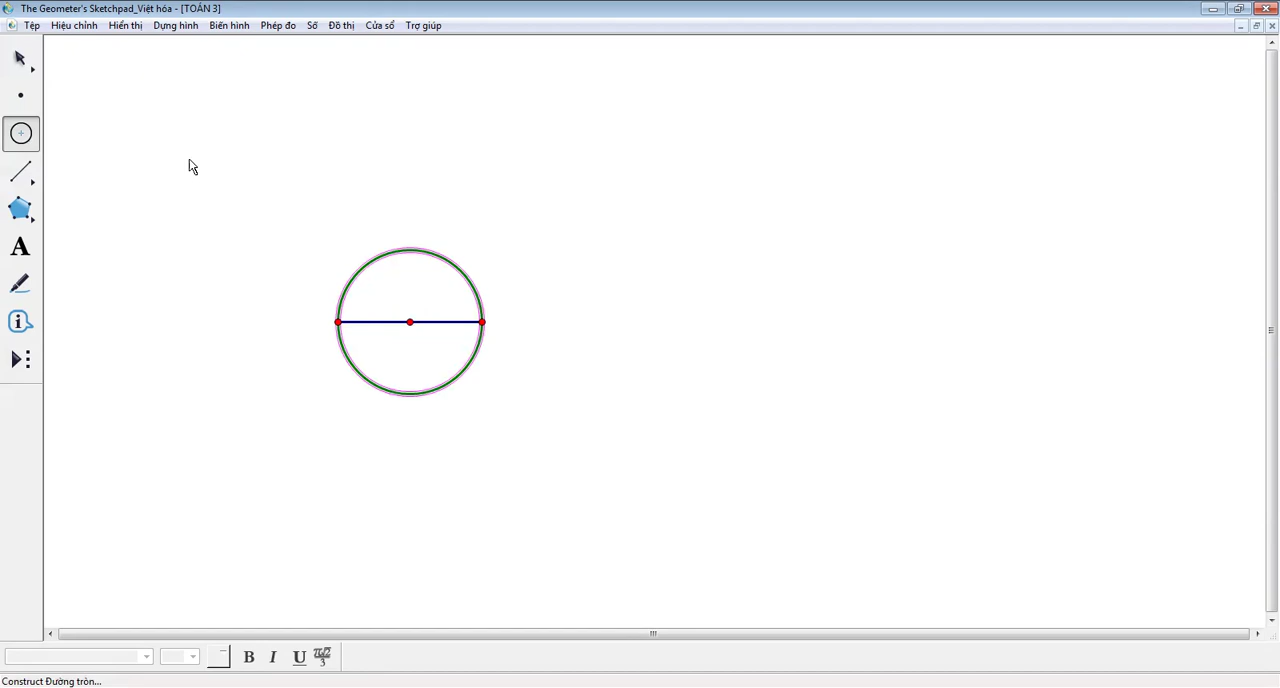 The Geometer's Sketchpad_Việt hóa - [TOÁN 3]
Tệp Hiệu chỉnh Hiển thị Dựng hình Biến hình Phép đo Số Đồ thị Cửa sổ Trợ giúp
A
B I U
Construct Đường tròn...